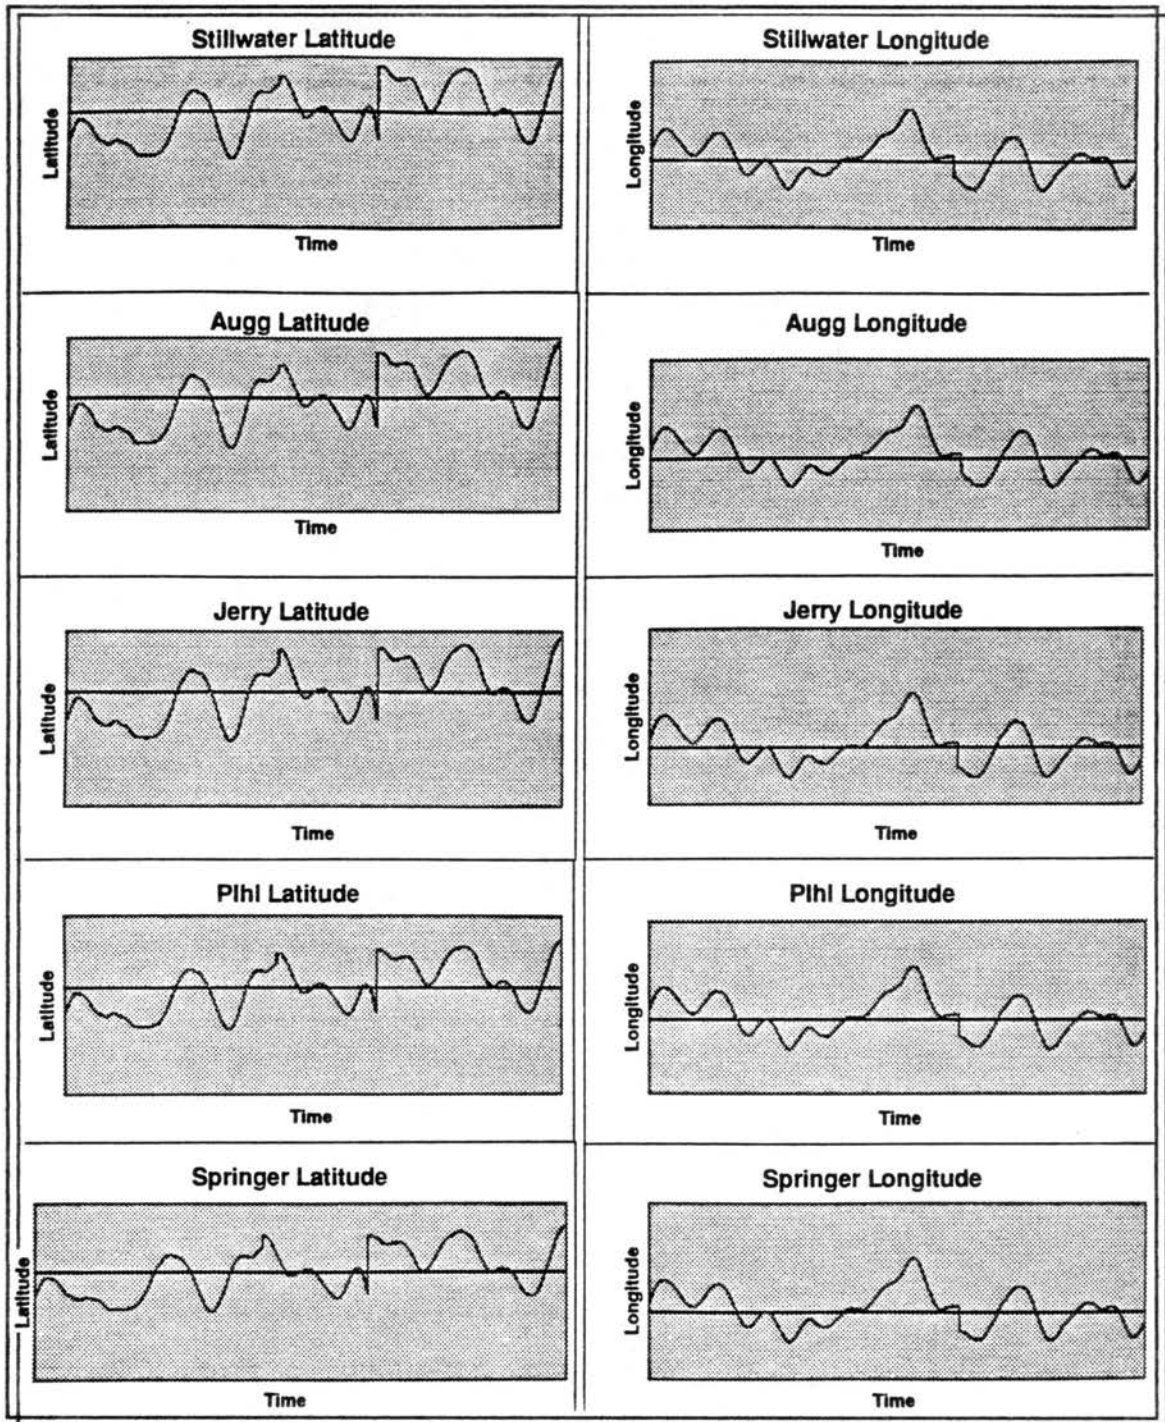 Stillwater Latitude
Latitude
Time
Stillwater Longitude
Longitude
Time
Augg Latitude
Latitude
Time
Augg Longitude
Longitude
Time
Jerry Latitude
Latitude
Time
Jerry Longitude
Longitude
Time
Plhl Latitude
Latitude
Time
Plhl Longitude
Longitude
Time
Springer Latitude
Latitude
Time
Springer Longitude
Longitude
Time